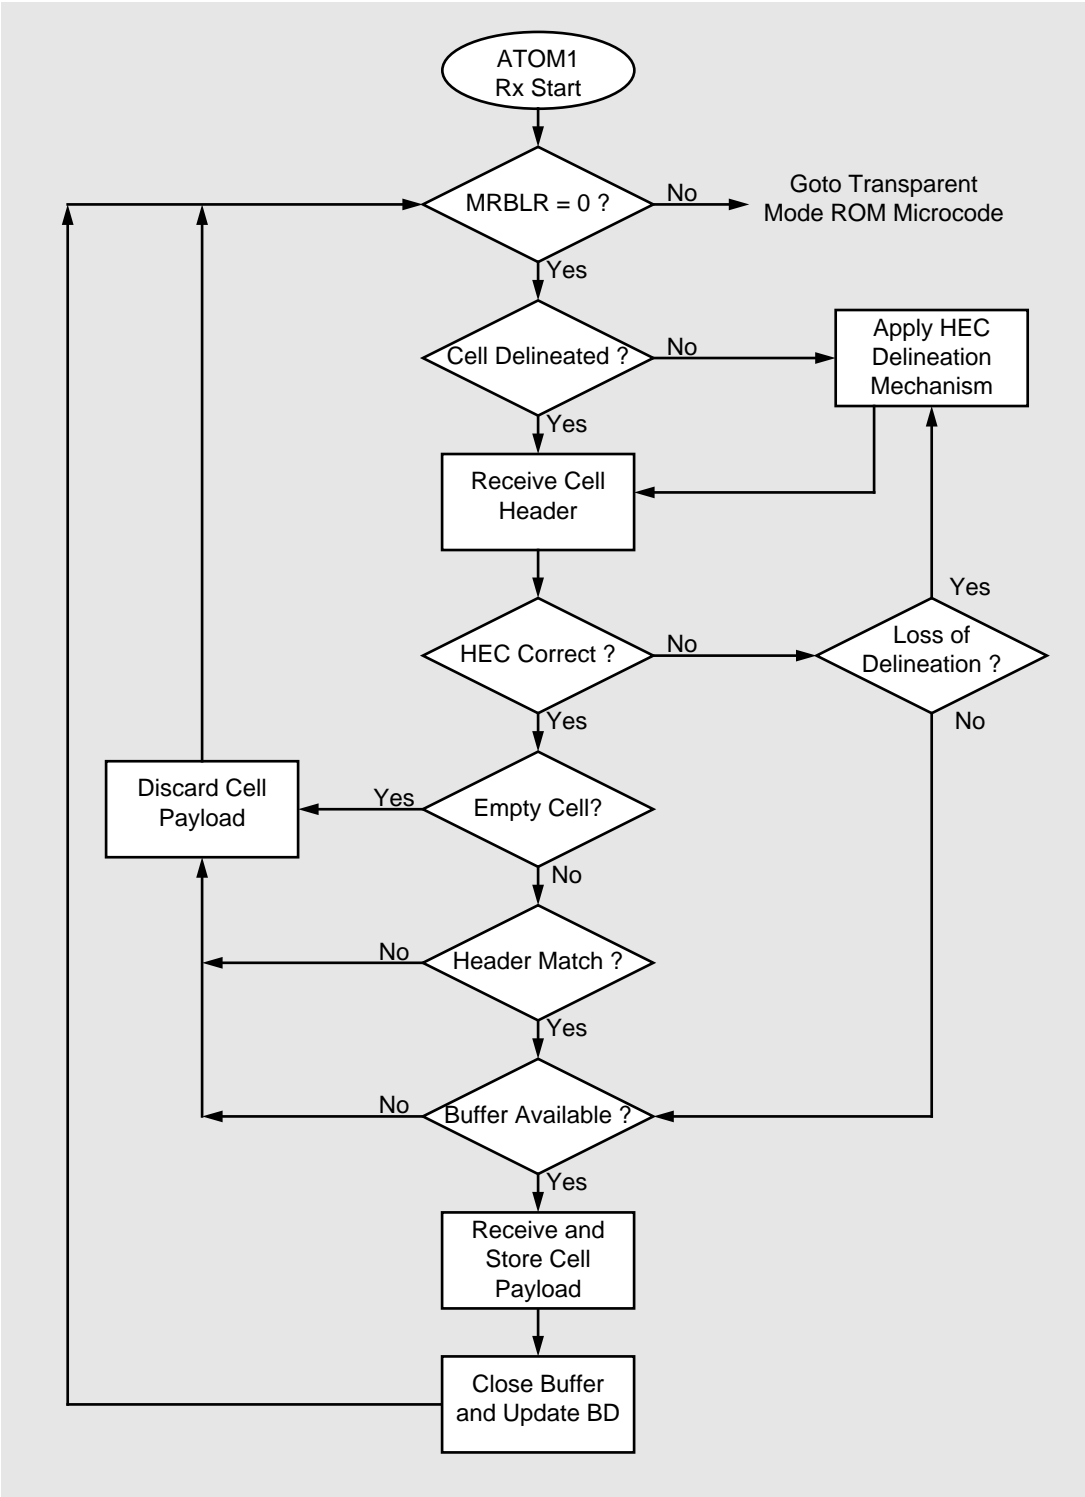 ATOM1
Rx Start
MRBLR = 0 ?
No
Goto Transparent
Mode ROM Microcode
Yes
Cell Delineated ?
No
Apply HEC
Delineation
Mechanism
Yes
Receive Cell
Header
Yes
HEC Correct ?
No
Loss of
Delineation ?
Yes
No
Discard Cell
Payload
Yes
Empty Cell?
No
No
Header Match ?
Yes
No
Buffer Available ?
Yes
Receive and
Store Cell
Payload
Close Buffer
and Update BD